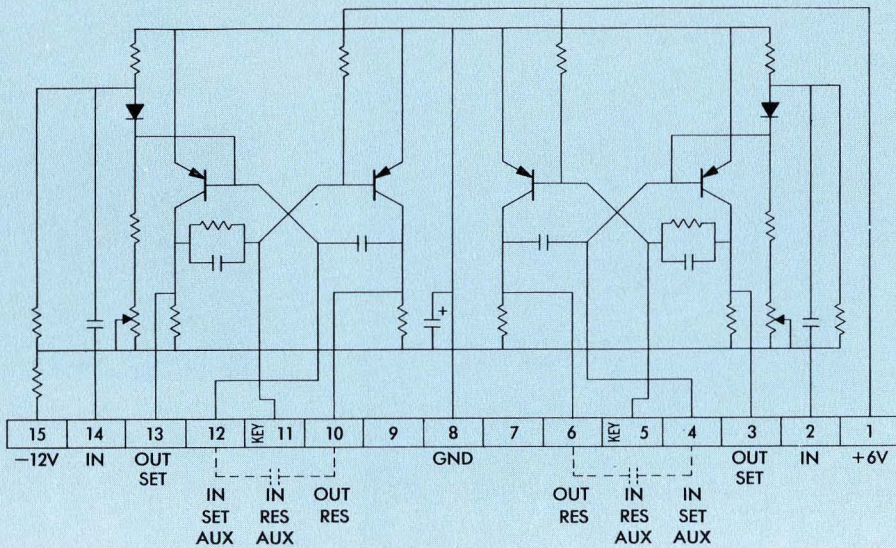 +
15 14 13 12 KEY 11 10 9 8 7 6 KEY 5 4 3 2 1
−12V IN OUT SET GND OUT SET IN +6V
IN SET AUX IN RES AUX OUT RES OUT RES IN RES AUX IN SET AUX